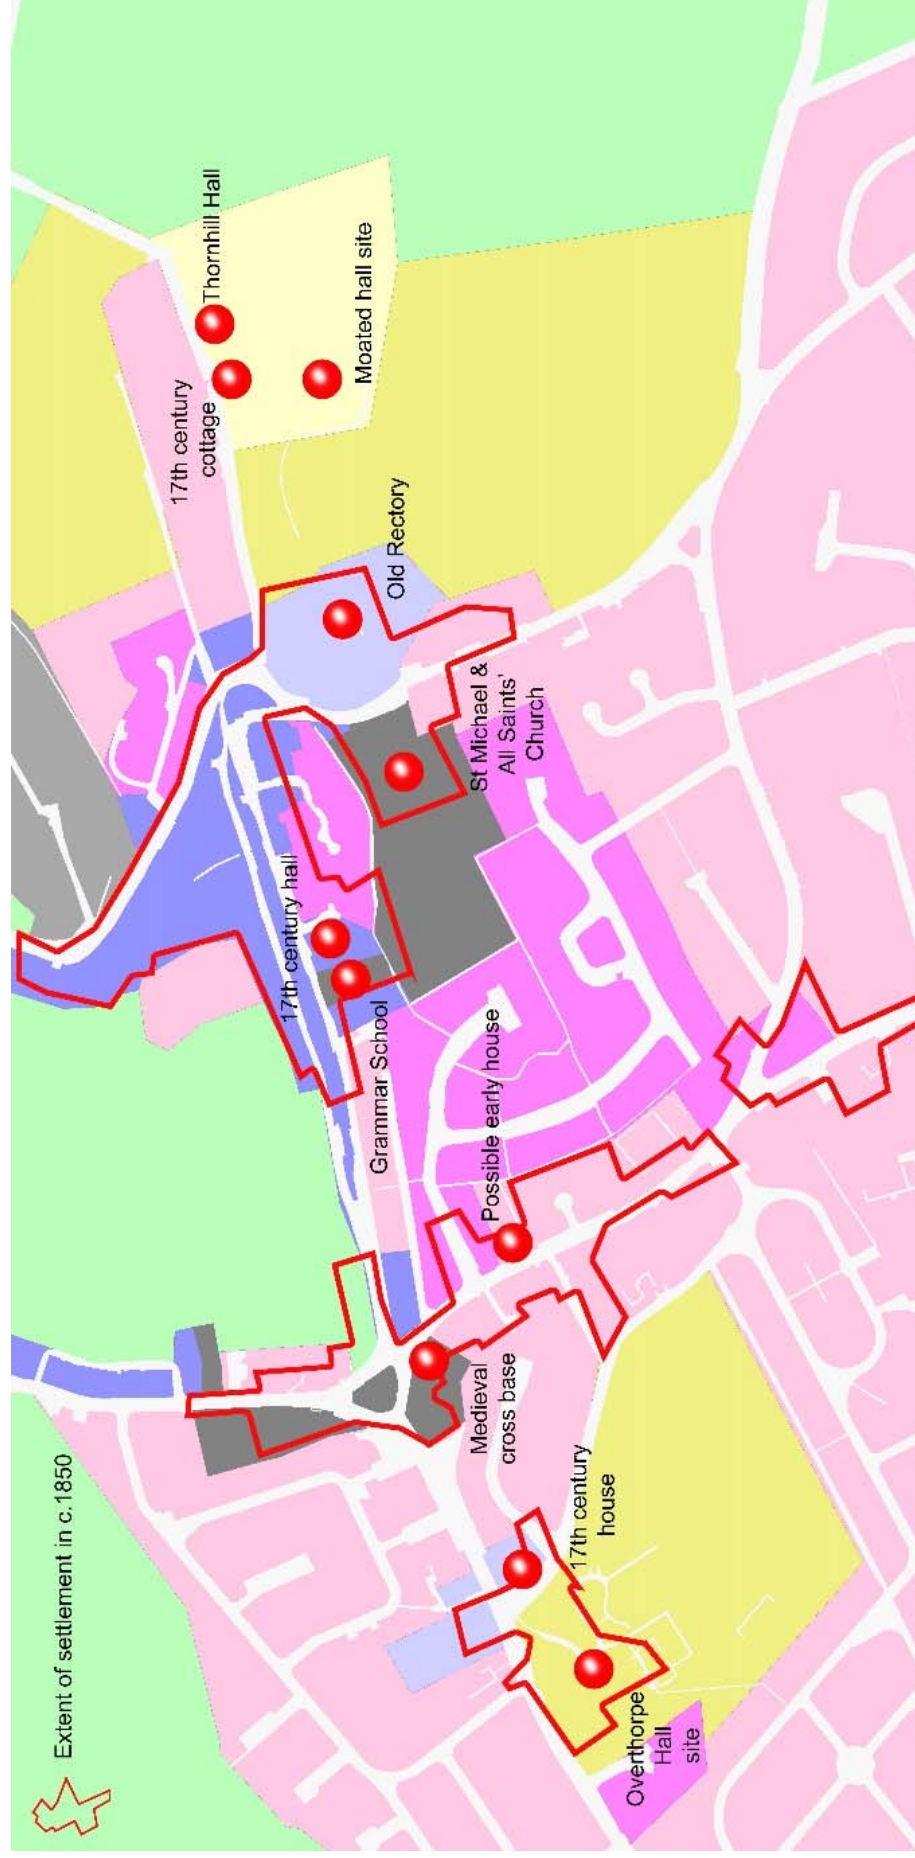 Extent of settlement in c.1850
Overthorpe
Hall
site
17th century
house
Medieval
cross base
Possible early house
Grammar School
17th century hall
St Michael &
All Saints'
Church
Old Rectory
17th century
cottage
Moated hall site
Thornhill Hall